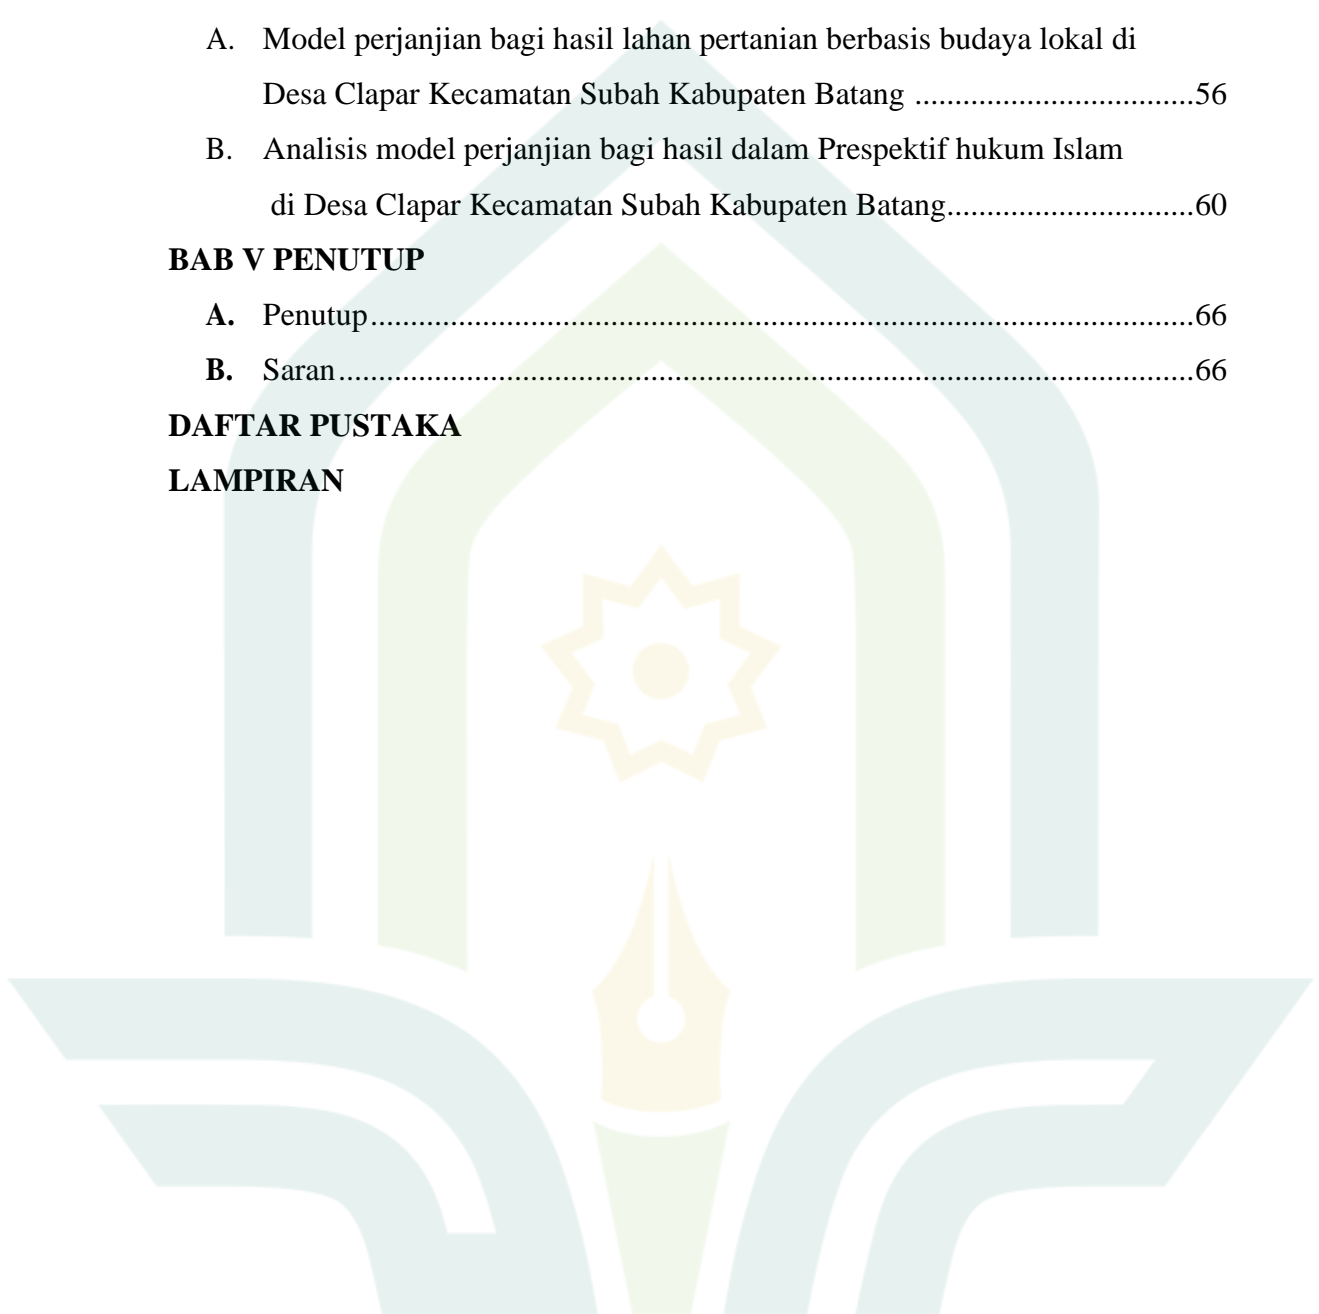 A. Model perjanjian bagi hasil lahan pertanian berbasis budaya lokal di
Desa Clapar Kecamatan Subah Kabupaten Batang ...................................56
B. Analisis model perjanjian bagi hasil dalam Prespektif hukum Islam
di Desa Clapar Kecamatan Subah Kabupaten Batang...............................60
BAB V PENUTUP
A. Penutup........................................................................................................66
B. Saran............................................................................................................66
DAFTAR PUSTAKA
LAMPIRAN